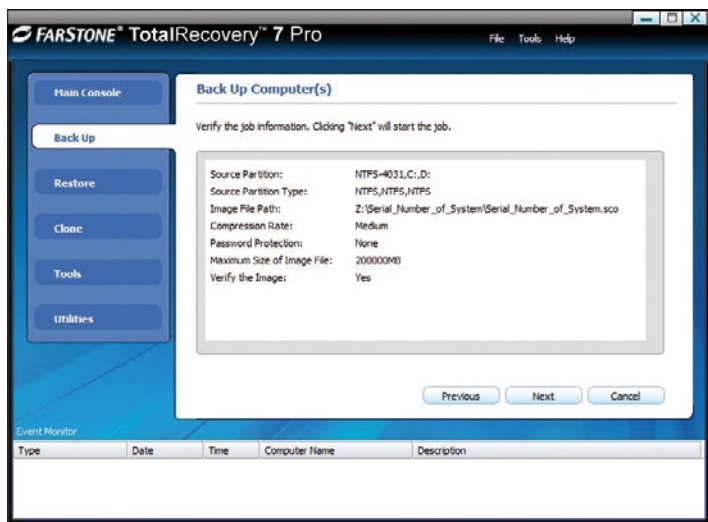 FARSTONE® TotalRecovery™ 7 Pro
File Tools Help
Main Console
Back Up
Restore
Clone
Tools
Utilities
Back Up Computer(s)
Verify the job information. Clicking "Next" will start the job.
Source Partition: NTFS-4031,C:,D:
Source Partition Type: NTFS,NTFS,NTFS
Image File Path: Z:\Serial_Number_of_System\Serial_Number_of_System.sco
Compression Rate: Medium
Password Protection: None
Maximum Size of Image File: 200000MB
Verify the Image: Yes
Previous Next Cancel
Event Monitor
Type Date Time Computer Name Description